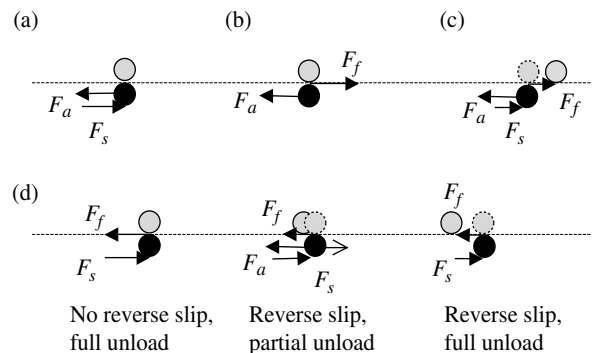 (a)
(b)
(c)
F_f
F_a
F_s
F_a
F_a
F_s
F_f
(d)
F_f
F_s
F_f
F_a
F_s
F_f
F_s
No reverse slip,
full unload
Reverse slip,
partial unload
Reverse slip,
full unload